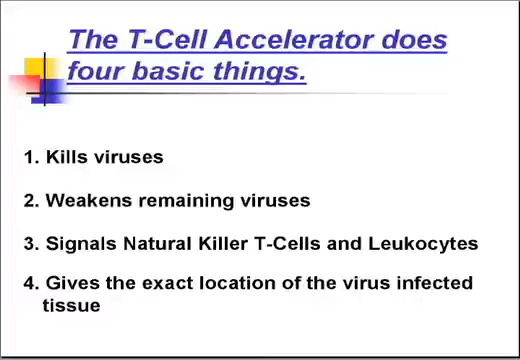 The T-Cell Accelerator does
four basic things.
1. Kills viruses
2. Weakens remaining viruses
3. Signals Natural Killer T-Cells and Leukocytes
4. Gives the exact location of the virus infected
tissue